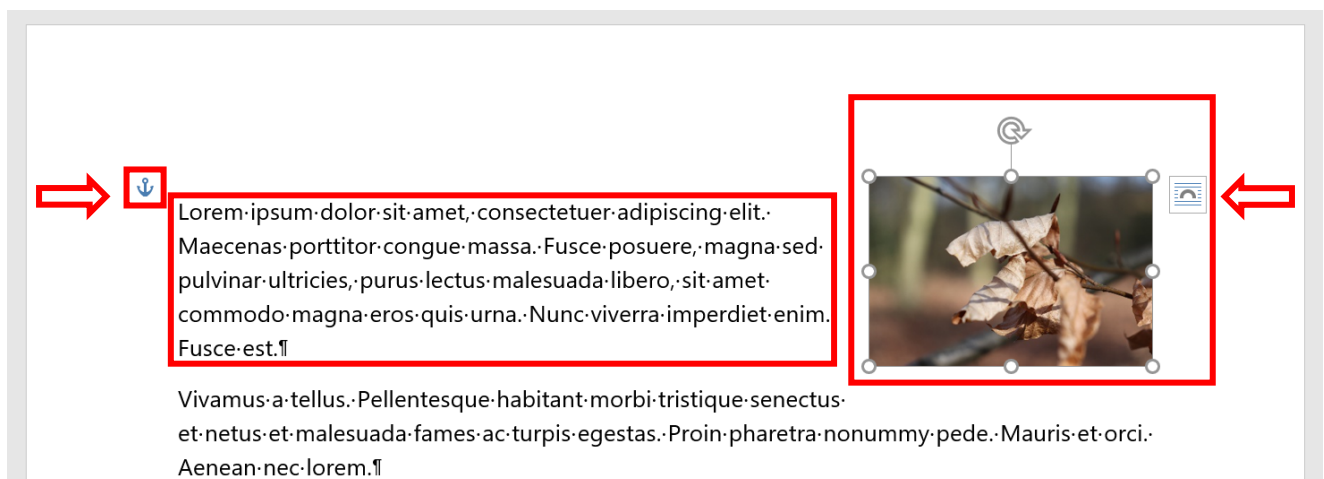 Lorem·ipsum·dolor·sit·amet,·consectetuer·adipiscing·elit.·
Maecenas·porttitor·congue·massa.·Fusce·posuere,·magna·sed·
pulvinar·ultricies,·purus·lectus·malesuada·libero,·sit·amet·
commodo·magna·eros·quis·urna.·Nunc·viverra·imperdiet·enim.
Fusce·est.¶
Vivamus·a·tellus.·Pellentesque·habitant·morbi·tristique·senectus·
et·netus·et·malesuada·fames·ac·turpis·egestas.·Proin·pharetra·nonummy·pede.·Mauris·et·orci.·
Aenean·nec·lorem.¶